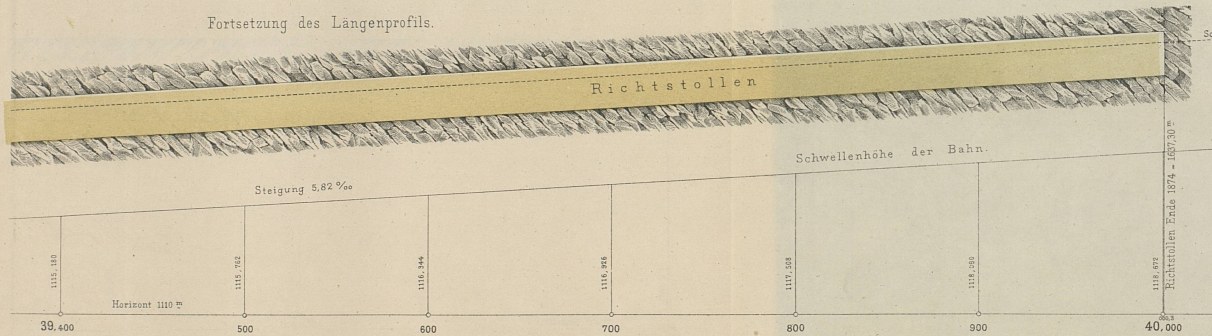 Fortsetzung des Längenprofils.
Richtstollen
Schwellenhöhe der Bahn.
Steigung 5,82 ‰
Richtstollen Ende 1874 = 1637,30 m
1115,180
1115,762
1116,344
1116,926
1117,508
1118,090
1118,672
Horizont 1110 m
39,400
500
600
700
800
900
40,000